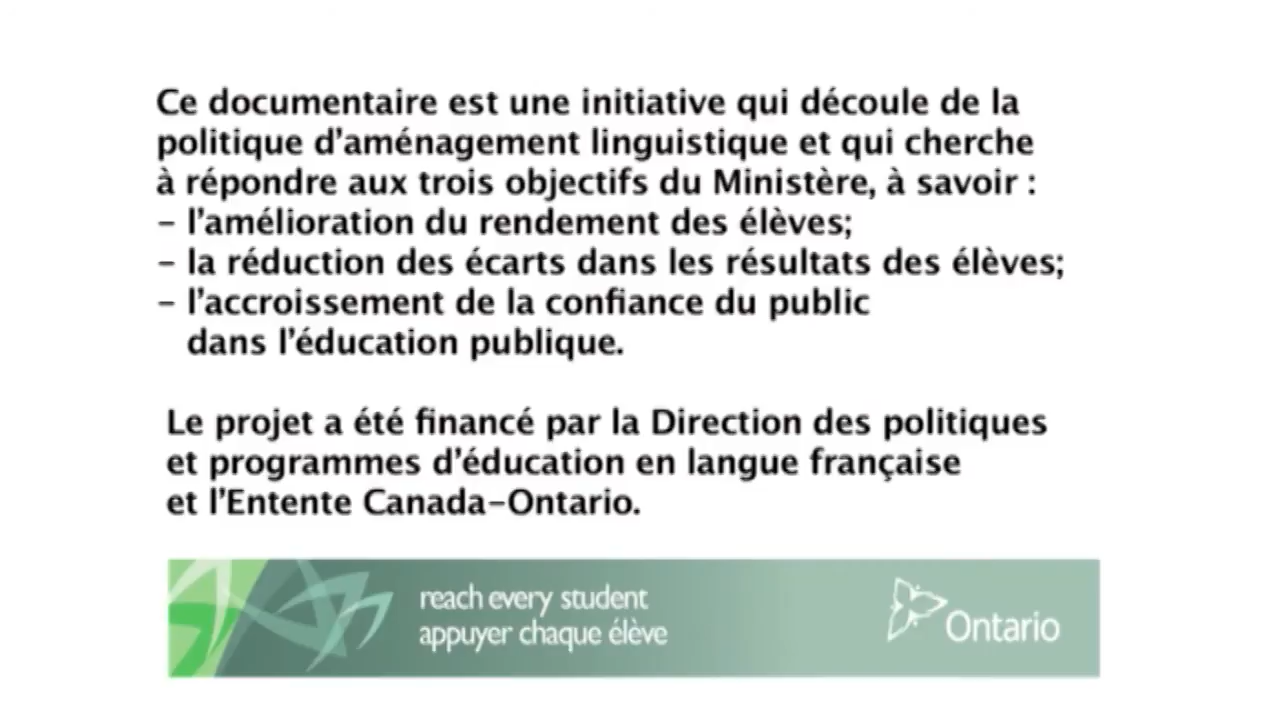 Ce documentaire est une initiative qui découle de la
politique d'aménagement linguistique et qui cherche
à répondre aux trois objectifs du Ministère, à savoir :
– l'amélioration du rendement des élèves;
– la réduction des écarts dans les résultats des élèves;
– l'accroissement de la confiance du public
dans l'éducation publique.
Le projet a été financé par la Direction des politiques
et programmes d'éducation en langue française
et l'Entente Canada–Ontario.
reach every student
appuyer chaque élève
Ontario